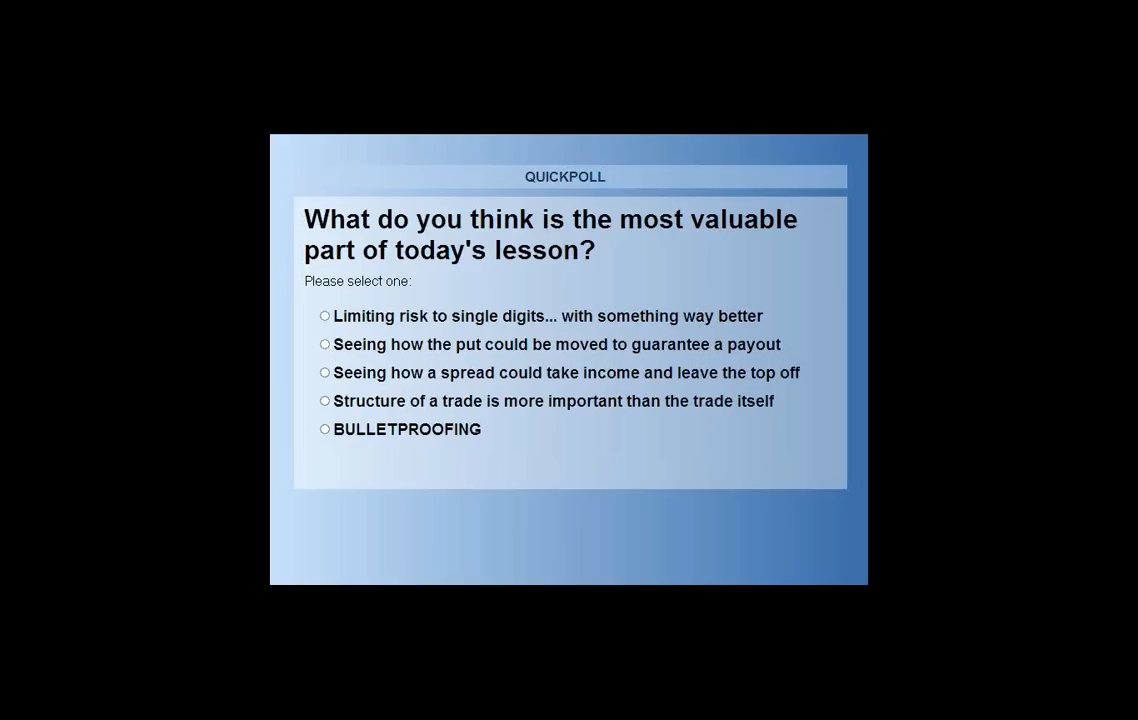 QUICKPOLL
What do you think is the most valuable
part of today's lesson?
Please select one:
Limiting risk to single digits... with something way better
Seeing how the put could be moved to guarantee a payout
Seeing how a spread could take income and leave the top off
Structure of a trade is more important than the trade itself
BULLETPROOFING